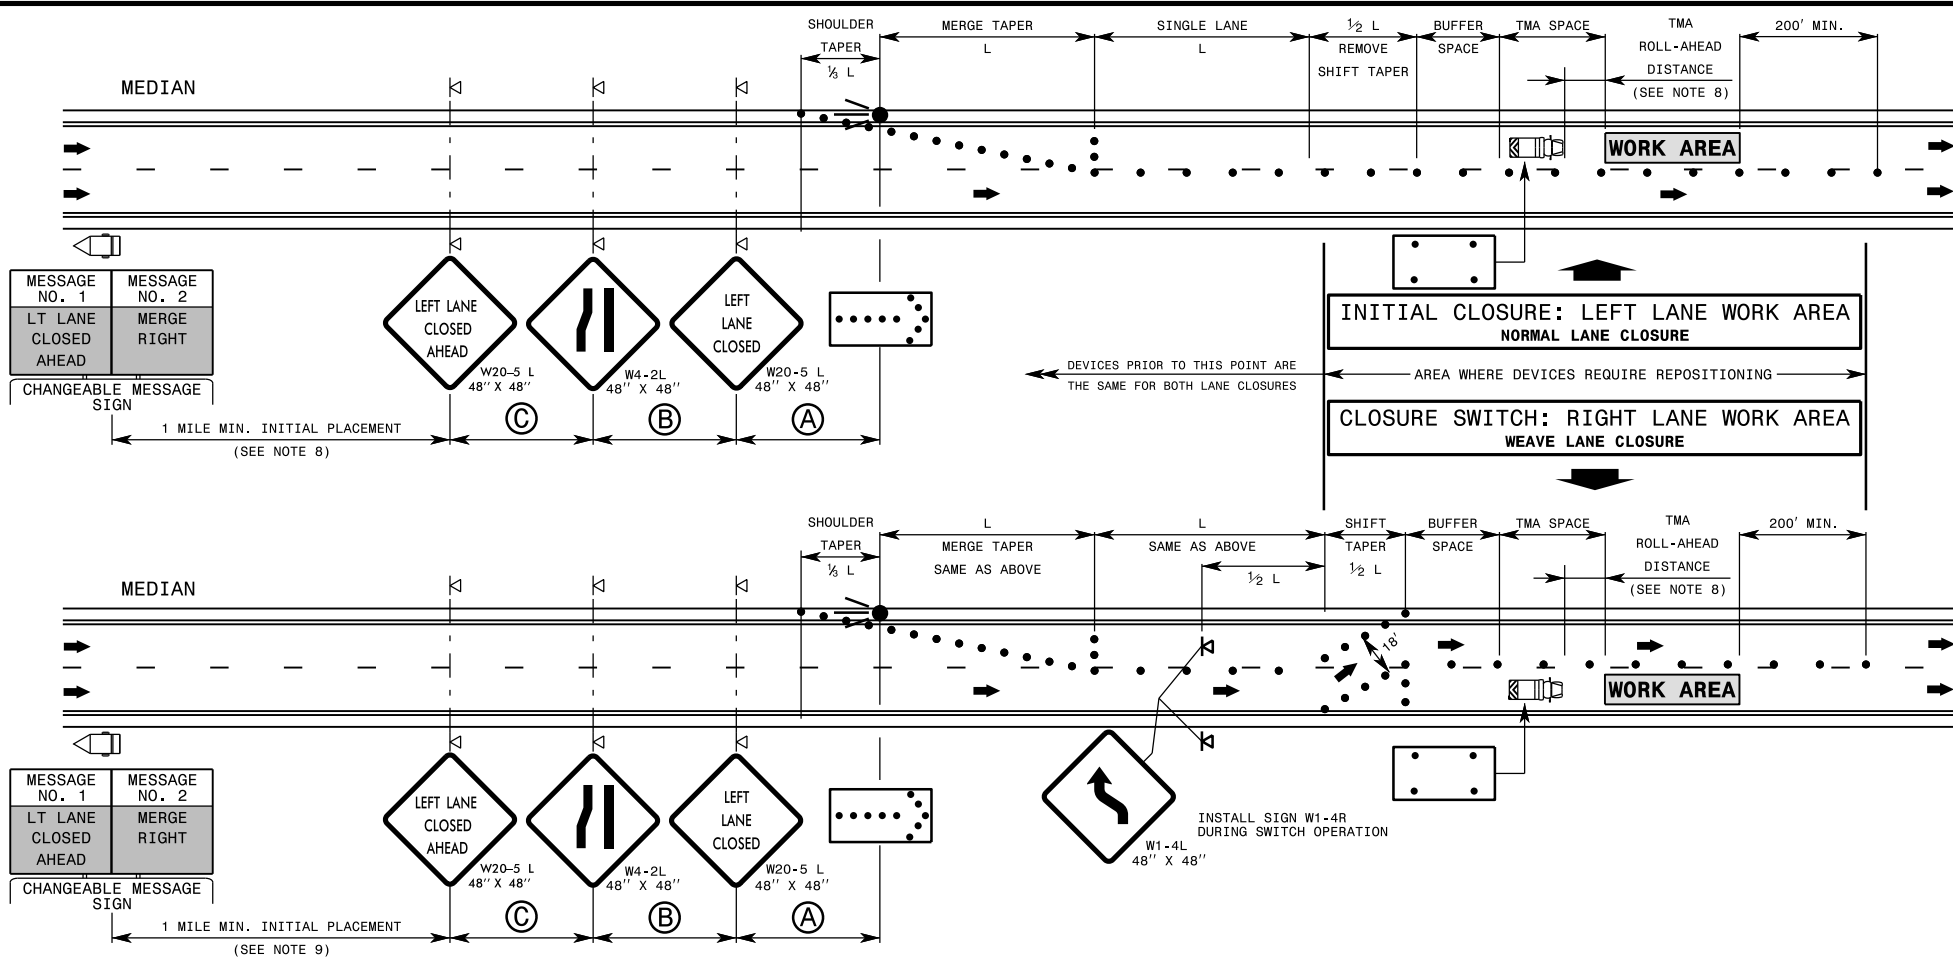 SHOULDER
TAPER
⅓ L
MERGE TAPER
L
SINGLE LANE
L
½ L
REMOVE
SHIFT TAPER
BUFFER
SPACE
TMA SPACE
TMA
ROLL-AHEAD
DISTANCE
(SEE NOTE 8)
200' MIN.
MEDIAN
WORK AREA
MESSAGE
NO. 1
MESSAGE
NO. 2
LT LANE
CLOSED
AHEAD
MERGE
RIGHT
CHANGEABLE MESSAGE
SIGN
LEFT LANE
CLOSED
AHEAD
W20-5 L
48'' X 48''
W4-2L
48'' X 48''
LEFT
LANE
CLOSED
W20-5 L
48'' X 48''
C
B
A
1 MILE MIN. INITIAL PLACEMENT
(SEE NOTE 8)
INITIAL CLOSURE: LEFT LANE WORK AREA
NORMAL LANE CLOSURE
DEVICES PRIOR TO THIS POINT ARE
THE SAME FOR BOTH LANE CLOSURES
AREA WHERE DEVICES REQUIRE REPOSITIONING
CLOSURE SWITCH: RIGHT LANE WORK AREA
WEAVE LANE CLOSURE
SHOULDER
TAPER
⅓ L
L
MERGE TAPER
SAME AS ABOVE
L
SAME AS ABOVE
½ L
SHIFT
TAPER
½ L
BUFFER
SPACE
TMA SPACE
TMA
ROLL-AHEAD
DISTANCE
(SEE NOTE 8)
200' MIN.
MEDIAN
18'
WORK AREA
MESSAGE
NO. 1
MESSAGE
NO. 2
LT LANE
CLOSED
AHEAD
MERGE
RIGHT
CHANGEABLE MESSAGE
SIGN
LEFT LANE
CLOSED
AHEAD
W20-5 L
48'' X 48''
W4-2L
48'' X 48''
LEFT
LANE
CLOSED
W20-5 L
48'' X 48''
W1-4L
48'' X 48''
INSTALL SIGN W1-4R
DURING SWITCH OPERATION
C
B
A
1 MILE MIN. INITIAL PLACEMENT
(SEE NOTE 9)